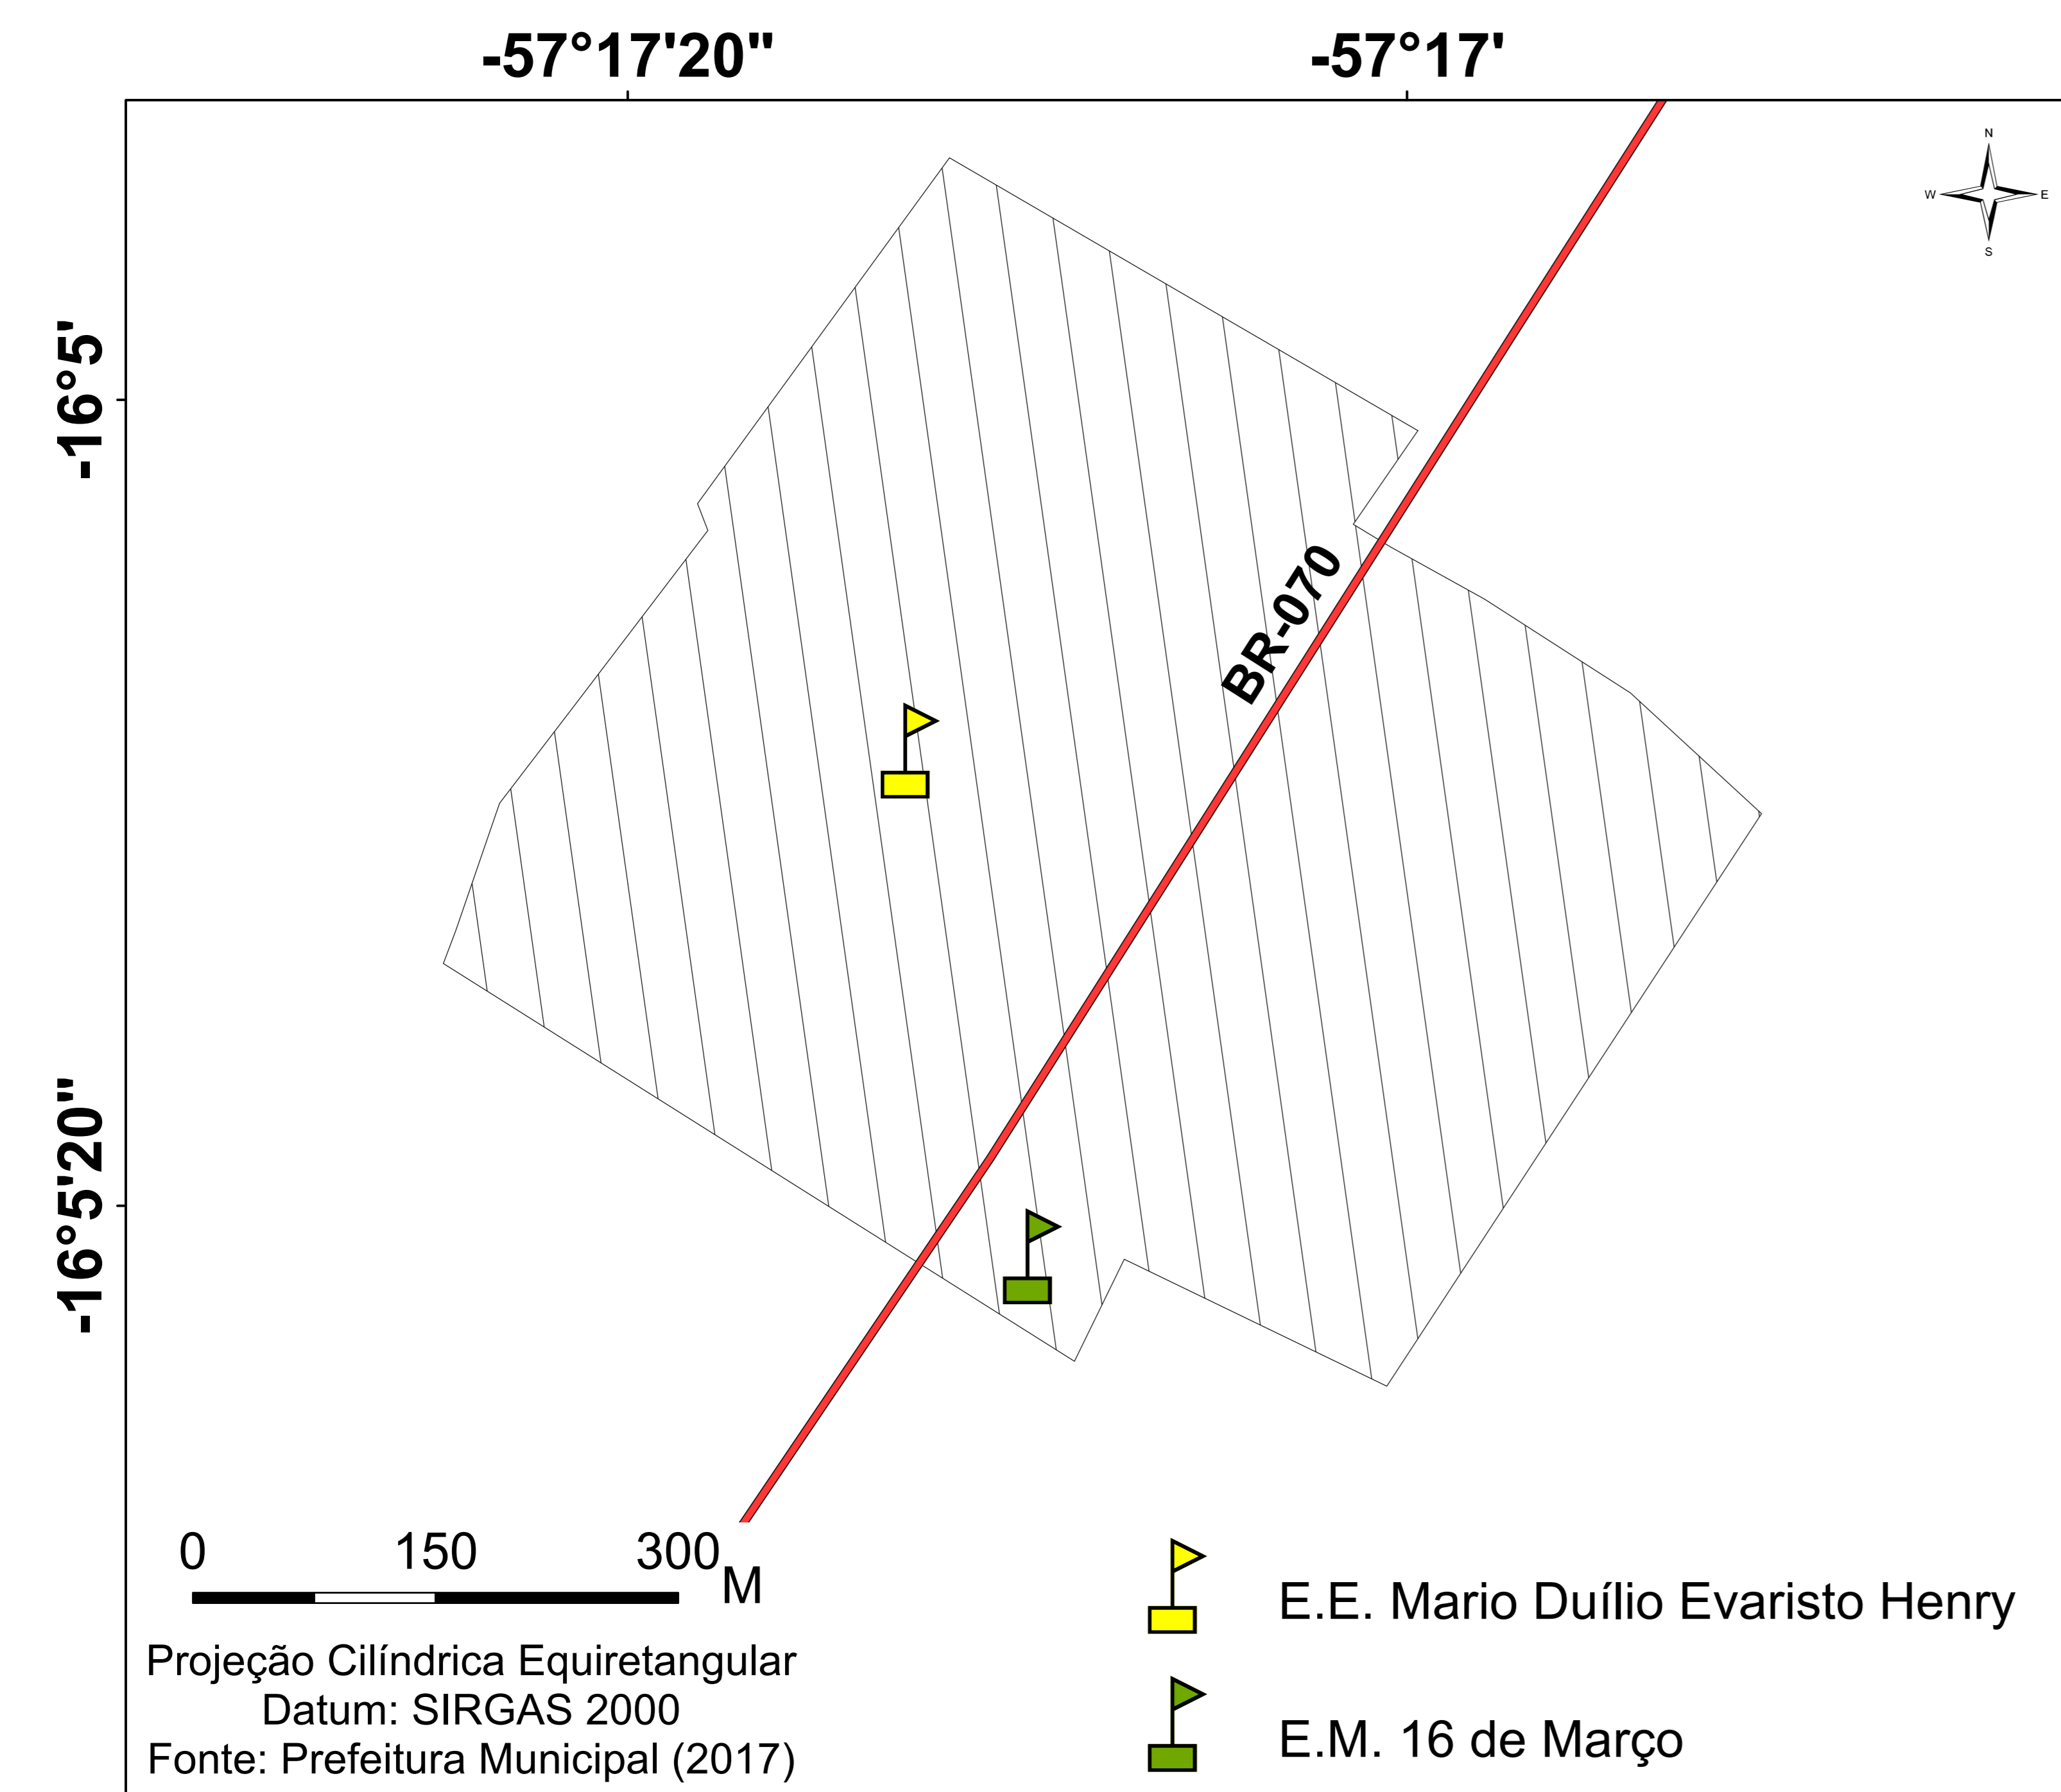 -57°17'20" -57°17'
N
W E
S
-16°5'
BR-070
-16°5'20"
0 150 300
M
E.E. Mario Duílio Evaristo Henry
Projeção Cilíndrica Equiretangular
Datum: SIRGAS 2000
Fonte: Prefeitura Municipal (2017)
E.M. 16 de Março